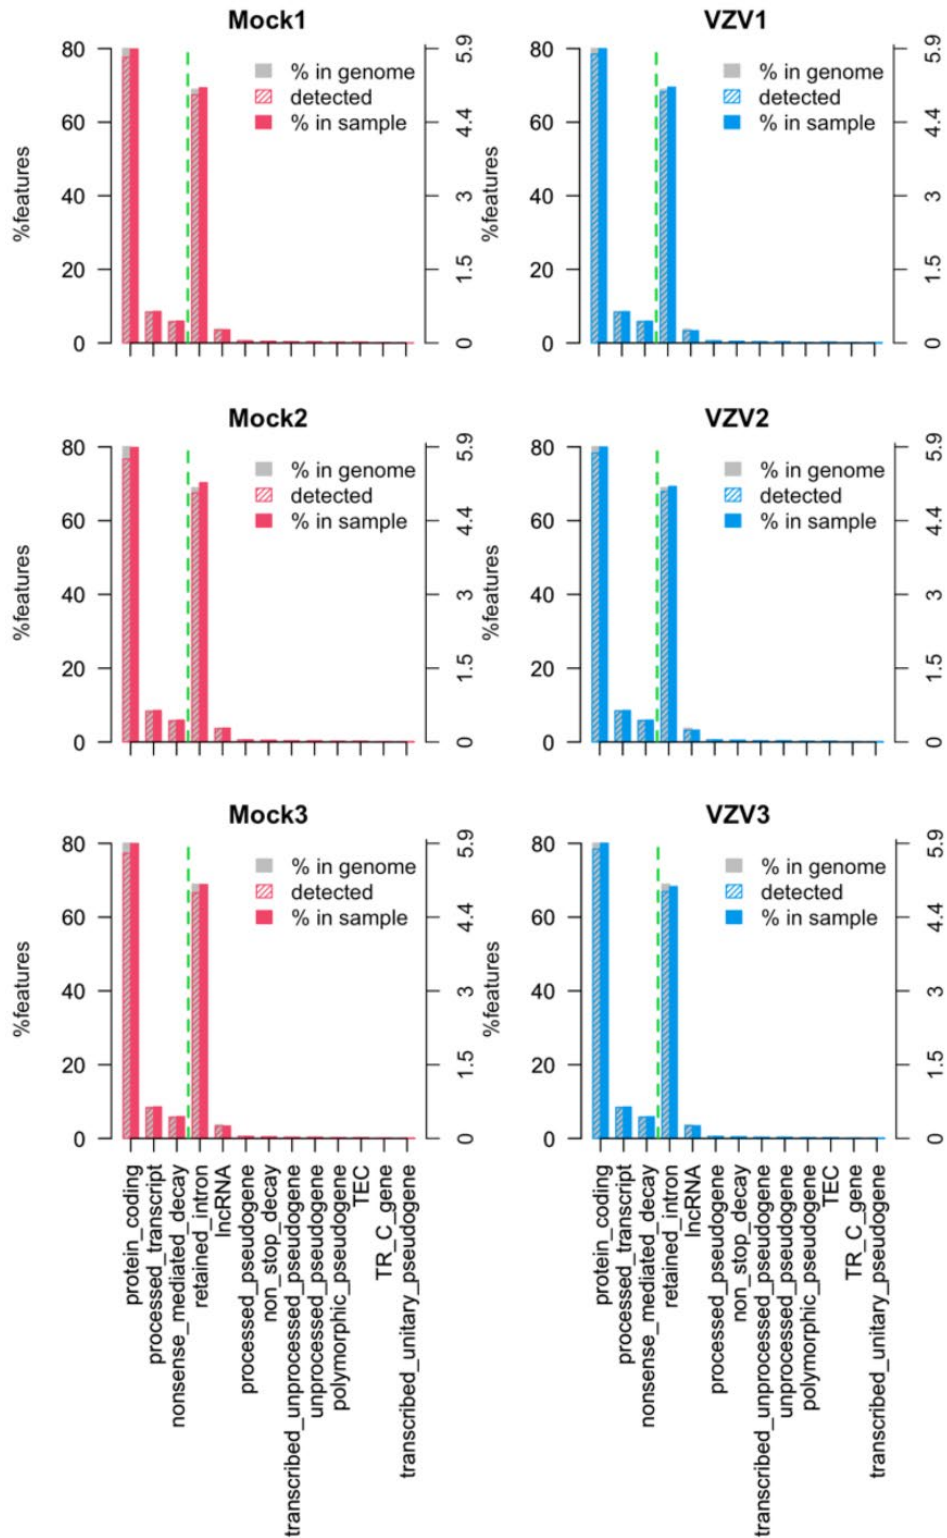 Mock1
VZV1
80
60
40
20
0
%features
% in genome
detected
% in sample
5.9
4.4
3
1.5
0
80
60
40
20
0
%features
% in genome
detected
% in sample
5.9
4.4
3
1.5
0
Mock2
VZV2
80
60
40
20
0
%features
% in genome
detected
% in sample
5.9
4.4
3
1.5
0
80
60
40
20
0
%features
% in genome
detected
% in sample
5.9
4.4
3
1.5
0
Mock3
VZV3
80
60
40
20
0
%features
% in genome
detected
% in sample
5.9
4.4
3
1.5
0
80
60
40
20
0
%features
% in genome
detected
% in sample
5.9
4.4
3
1.5
0
protein_coding
processed_transcript
nonsense_mediated_decay
retained_intron
lncRNA
processed_pseudogene
non_stop_decay
transcribed_unprocessed_pseudogene
unprocessed_pseudogene
polymorphic_pseudogene
TEC
TR_C_gene
transcribed_unitary_pseudogene
protein_coding
processed_transcript
nonsense_mediated_decay
retained_intron
lncRNA
processed_pseudogene
non_stop_decay
transcribed_unprocessed_pseudogene
unprocessed_pseudogene
polymorphic_pseudogene
TEC
TR_C_gene
transcribed_unitary_pseudogene